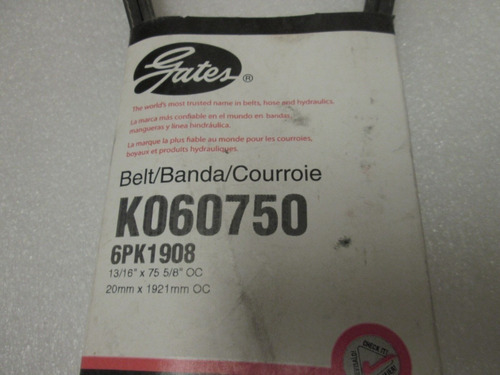 Gates®
The world's most trusted name in belts, hose and hydraulics.
La marca más confiable en el mundo en bandas,
mangueras y línea hindráulica.
La marque la plus fiable au monde pour les courroies,
boyaux et produits hydrauliques.
Belt/Banda/Courroie
K060750
6PK1908
13/16" x 75 5/8" OC
20mm x 1921mm OC
CHECK